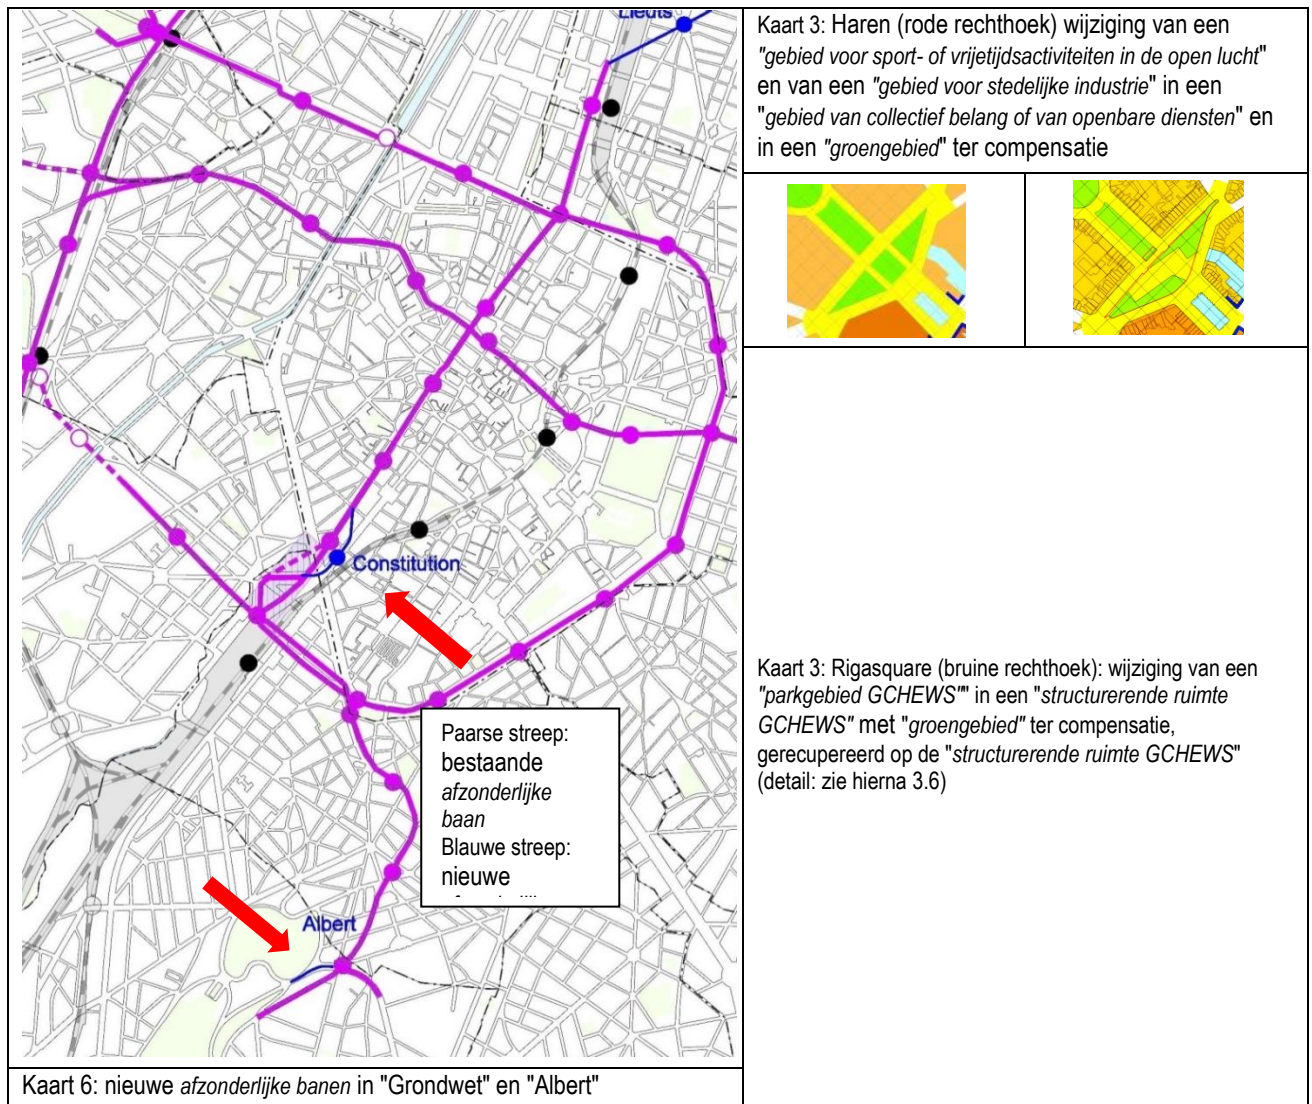 Lieds
Constitution
Albert
Paarse streep:
bestaande
afzonderlijke
baan
Blauwe streep:
nieuwe
Kaart 6: nieuwe afzonderlijke banen in "Grondwet" en "Albert"
Kaart 3: Haren (rode rechthoek) wijziging van een
"gebied voor sport- of vrijetijdsactiviteiten in de open lucht"
en van een "gebied voor stedelijke industrie" in een
"gebied van collectief belang of van openbare diensten" en
in een "groengebied" ter compensatie
Kaart 3: Rigasquare (bruine rechthoek): wijziging van een
"parkgebied GCHEWS"" in een "structurerende ruimte
GCHEWS" met "groengebied" ter compensatie,
gerecupereerd op de "structurerende ruimte GCHEWS"
(detail: zie hierna 3.6)